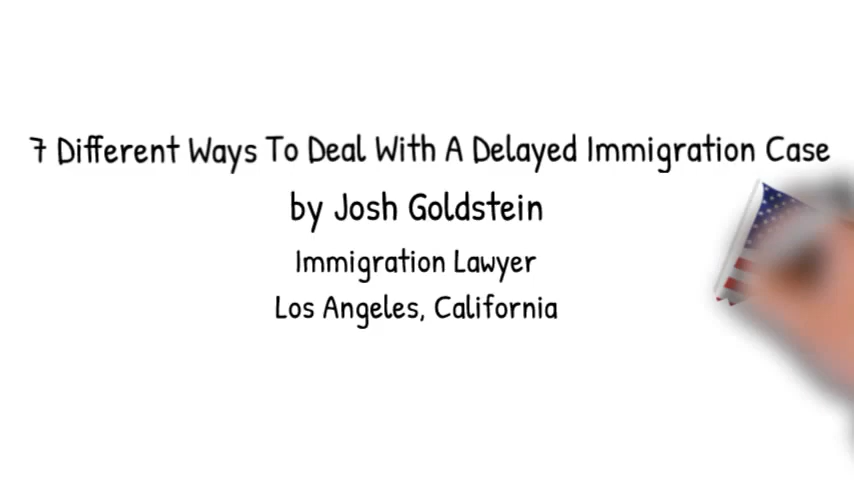 7 Different Ways To Deal With A Delayed Immigration Case
by Josh Goldstein
Immigration Lawyer
Los Angeles, California